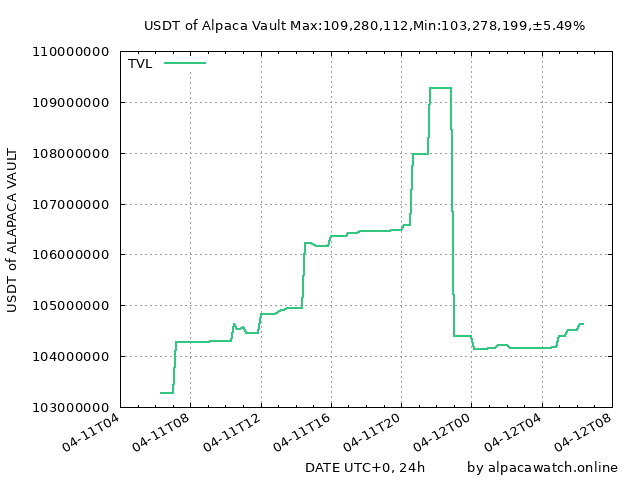 USDT of Alpaca Vault Max:109,280,112,Min:103,278,199,±5.49%
TVL
110000000
109000000
108000000
107000000
106000000
105000000
104000000
103000000
USDT of ALAPACA VAULT
04-11T04
04-11T08
04-11T12
04-11T16
04-11T20
04-12T00
04-12T04
04-12T08
DATE UTC+0, 24h
by alpacawatch.online